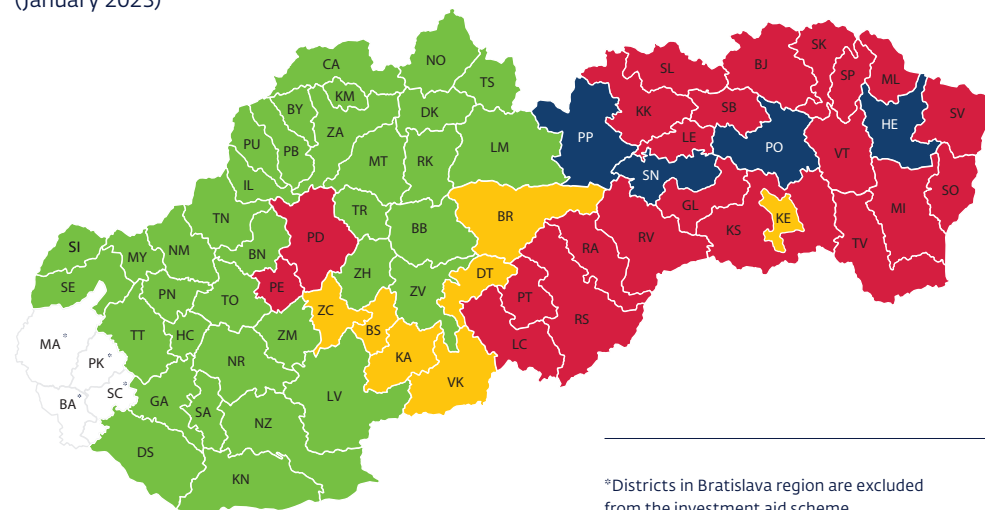 (January 2023)
CA
NO
TS
KM
BY
DK
ZA
PU
PB
MT
RK
LM
IL
TN
TR
BB
PD
BN
NM
MY
SI
SE
PE
ZH
ZV
PN
TO
ZC
BS
TT
HC
ZM
NR
KA
VK
MA*
PK*
SC*
BA*
GA
SA
NZ
LV
DS
KN
BR
DT
PT
LC
RS
RA
RV
PP
KK
SL
SB
LE
SN
GL
KS
KE
PO
BJ
SK
SP
ML
HE
SV
VT
MI
SO
TV
*Districts in Bratislava region are excluded
from the investment aid scheme